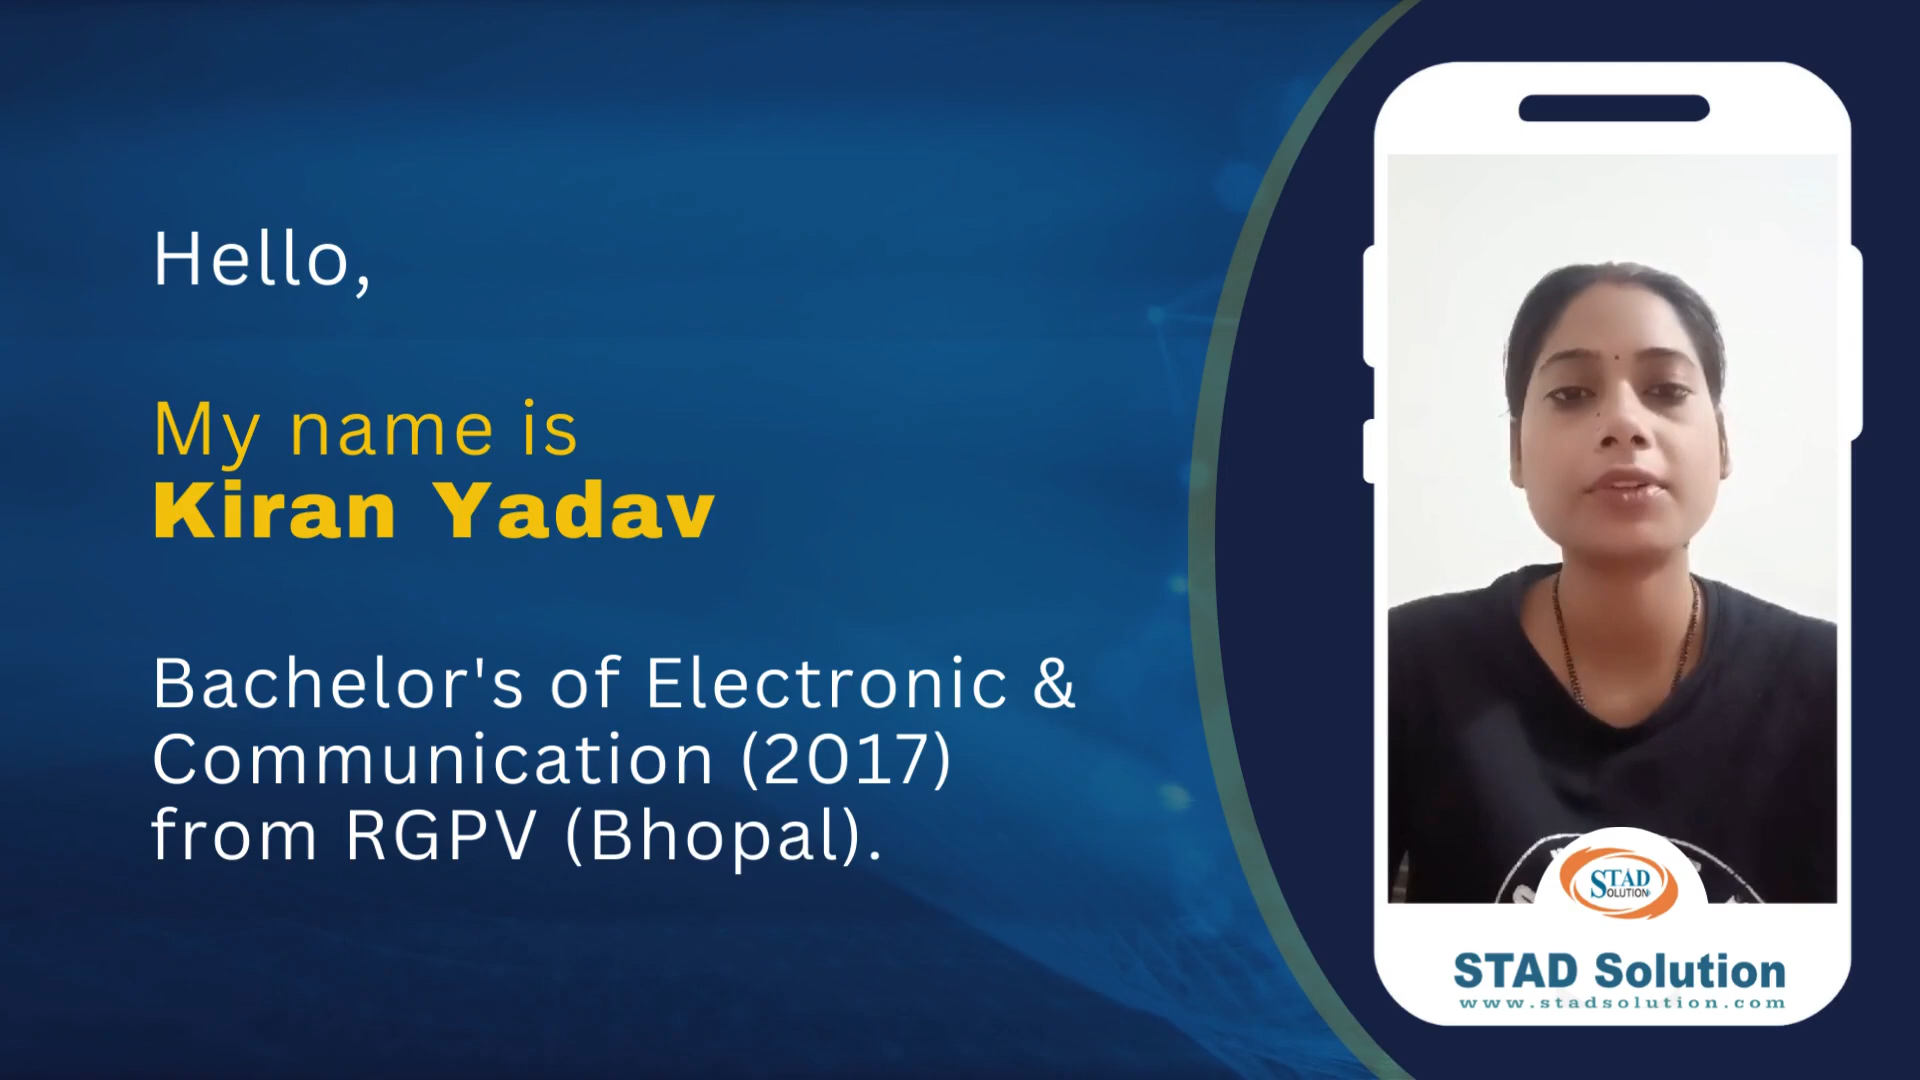 Hello,
My name is
Kiran Yadav
Bachelor's of Electronic &
Communication (2017)
from RGPV (Bhopal).
STAD
SOLUTION
STAD Solution
www.stadsolution.com